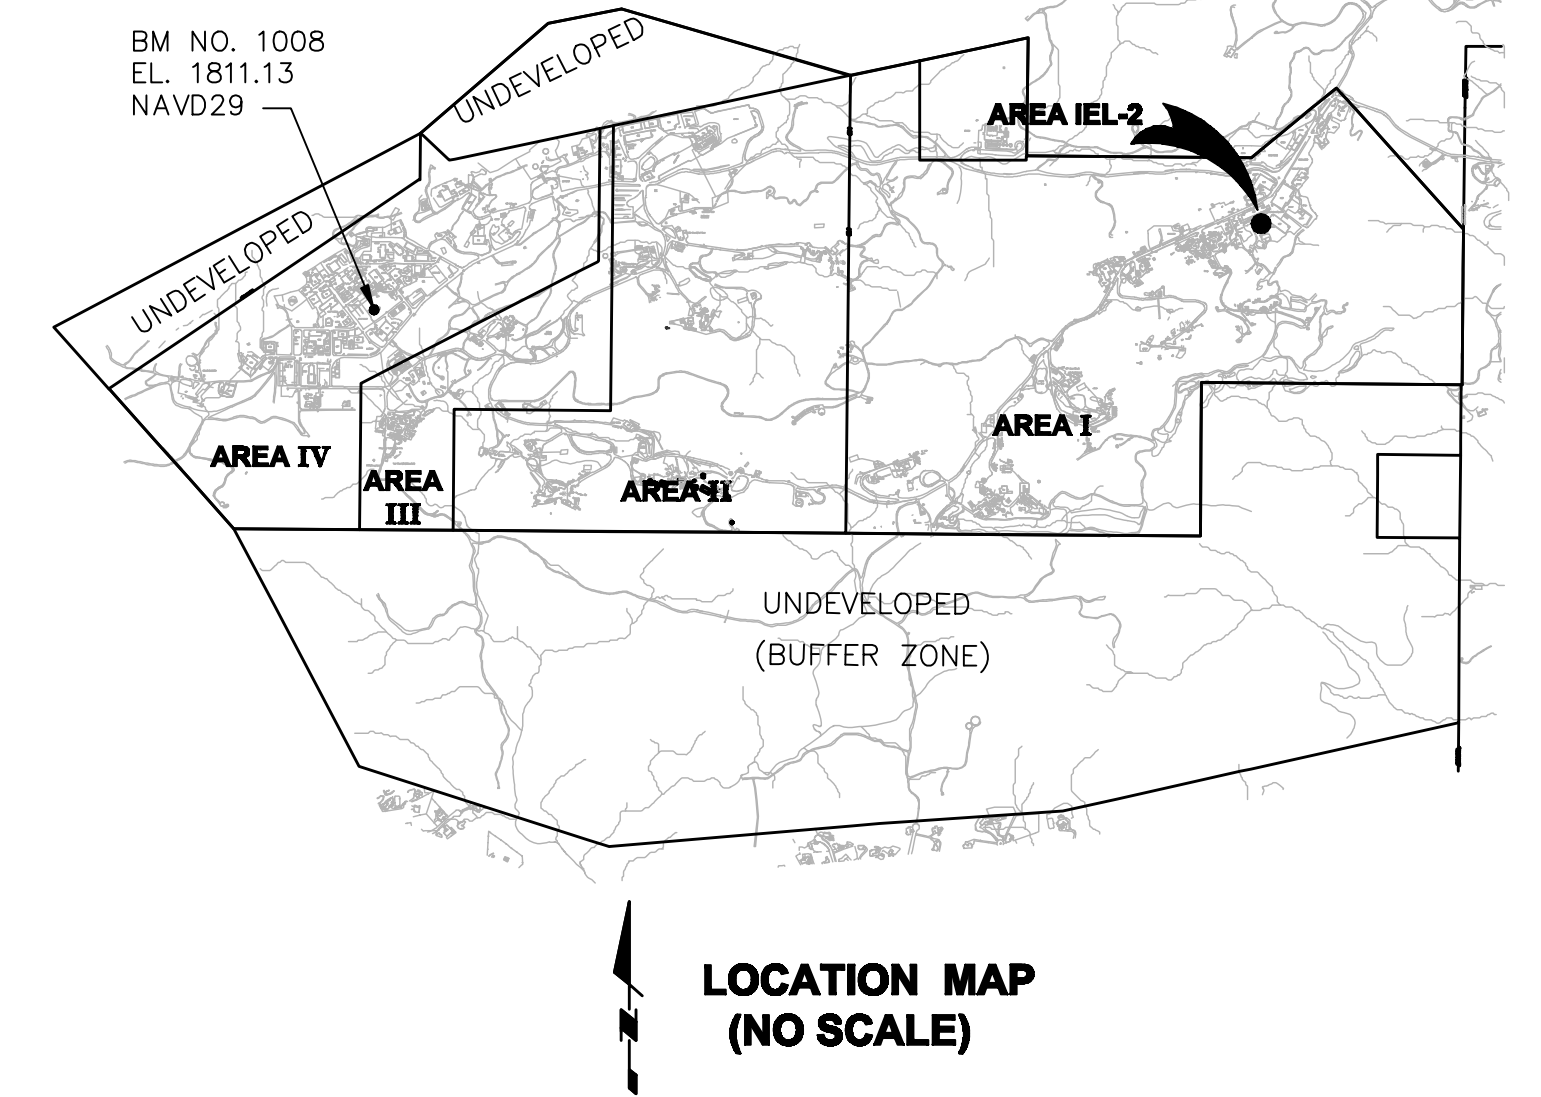 BM NO. 1008
EL. 1811.13
NAVD29
UNDEVELOPED
UNDEVELOPED
AREA IEL-2
AREA IV
AREA
III
AREA II
AREA I
UNDEVELOPED
(BUFFER ZONE)
N
LOCATION MAP
(NO SCALE)